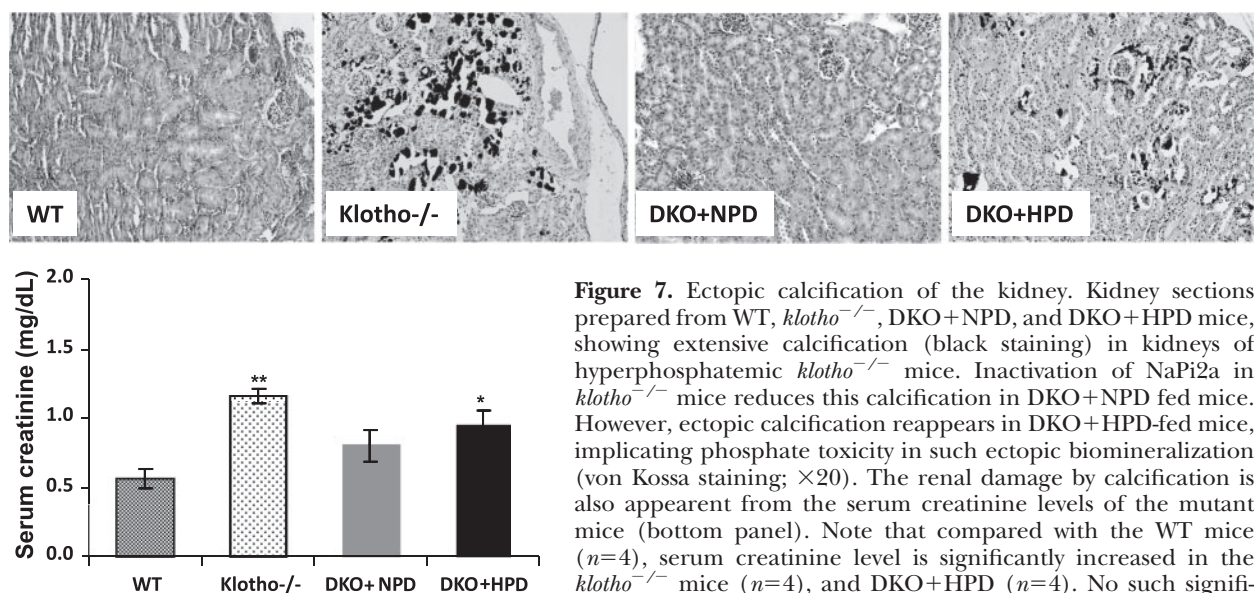 WT
Klotho-/-
DKO+NPD
DKO+HPD
Serum creatinine (mg/dL)
2.0
1.5
1.0
0.5
0.0
**
*
WT
Klotho-/-
DKO+ NPD
DKO+HPD
Figure 7. Ectopic calcification of the kidney. Kidney sections
prepared from WT, klotho−/−, DKO+NPD, and DKO+HPD mice,
showing extensive calcification (black staining) in kidneys of
hyperphosphatemic klotho−/− mice. Inactivation of NaPi2a in
klotho−/− mice reduces this calcification in DKO+NPD fed mice.
However, ectopic calcification reappears in DKO+HPD-fed mice,
implicating phosphate toxicity in such ectopic biomineralization
(von Kossa staining; ×20). The renal damage by calcification is
also appearent from the serum creatinine levels of the mutant
mice (bottom panel). Note that compared with the WT mice
(n=4), serum creatinine level is significantly increased in the
klotho−/− mice (n=4), and DKO+HPD (n=4). No such signifi-